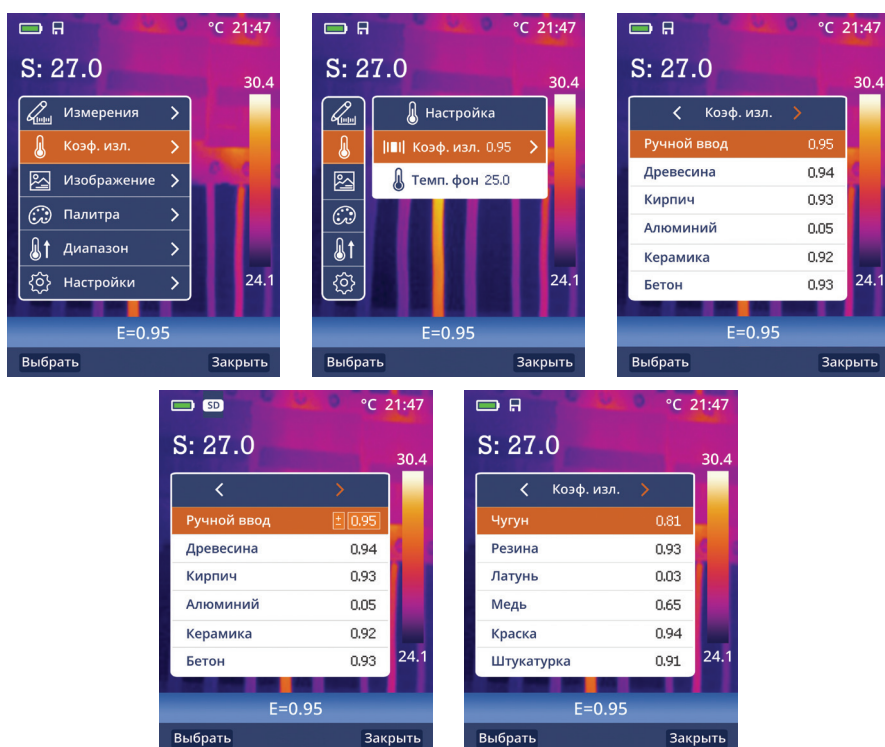 °C 21:47
S: 27.0
30.4
Измерения
Коэф. изл.
Изображение
Палитра
Диапазон
Настройки
24.1
E=0.95
Выбрать Закрыть
°C 21:47
S: 27.0
30.4
Настройка
Коэф. изл. 0.95
Темп. фон 25.0
24.1
E=0.95
Выбрать Закрыть
°C 21:47
S: 27.0
30.4
Коэф. изл.
Ручной ввод 0.95
Древесина 0.94
Кирпич 0.93
Алюминий 0.05
Керамика 0.92
Бетон 0.93
24.1
E=0.95
Выбрать Закрыть
SD °C 21:47
S: 27.0
30.4
Ручной ввод ± 0.95
Древесина 0.94
Кирпич 0.93
Алюминий 0.05
Керамика 0.92
Бетон 0.93
24.1
E=0.95
Выбрать Закрыть
°C 21:47
S: 27.0
30.4
Коэф. изл.
Чугун 0.81
Резина 0.93
Латунь 0.03
Медь 0.65
Краска 0.94
Штукатурка 0.91
24.1
E=0.95
Выбрать Закрыть